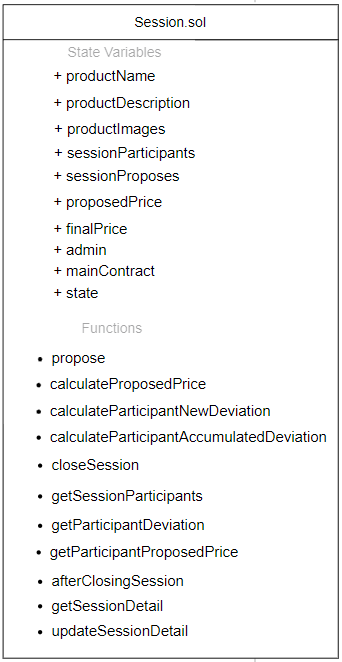 Session.sol
State Variables
+ productName
+ productDescription
+ productImages
+ sessionParticipants
+ sessionProposes
+ proposedPrice
+ finalPrice
+ admin
+ mainContract
+ state
Functions
• propose
• calculateProposedPrice
• calculateParticipantNewDeviation
• calculateParticipantAccumulatedDeviation
• closeSession
• getSessionParticipants
• getParticipantDeviation
• getParticipantProposedPrice
• afterClosingSession
• getSessionDetail
• updateSessionDetail